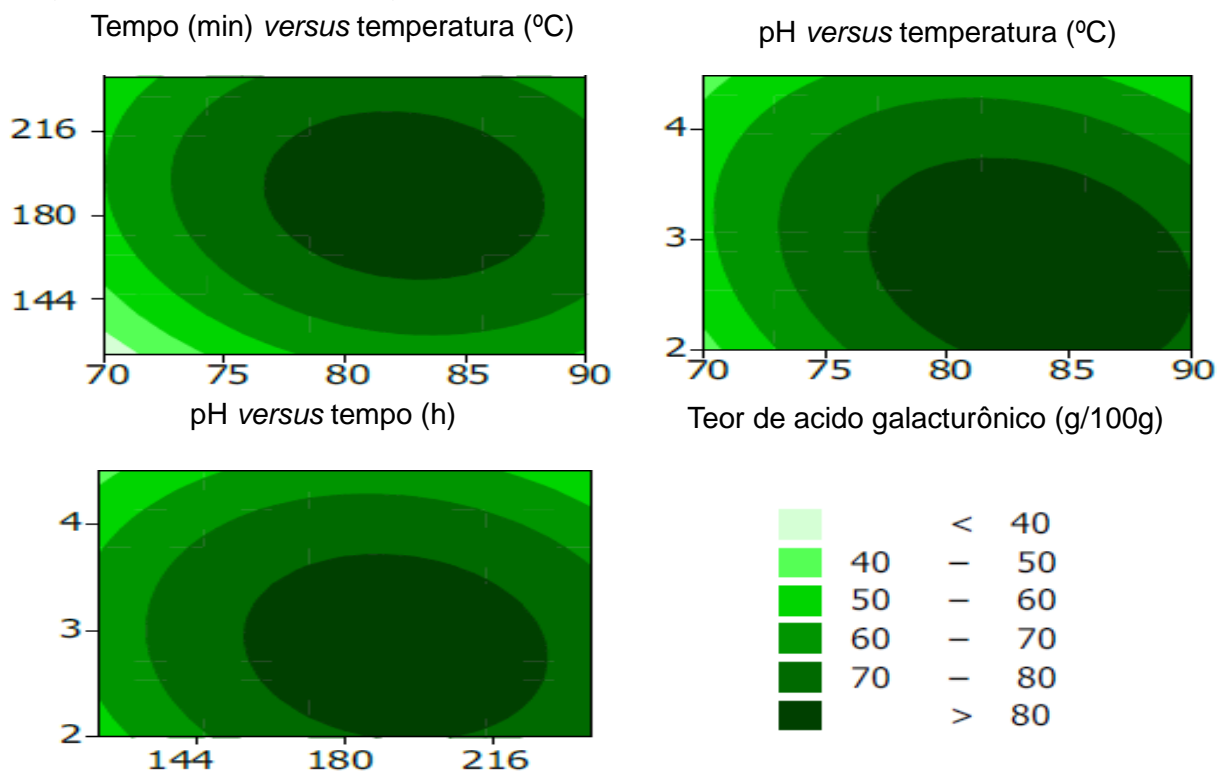 Tempo (min) versus temperatura (ºC)
216
180
144
70 75 80 85 90
pH versus temperatura (ºC)
4
3
2
70 75 80 85 90
pH versus tempo (h)
4
3
2
144 180 216
Teor de acido galacturônico (g/100g)
< 40
40 – 50
50 – 60
60 – 70
70 – 80
> 80